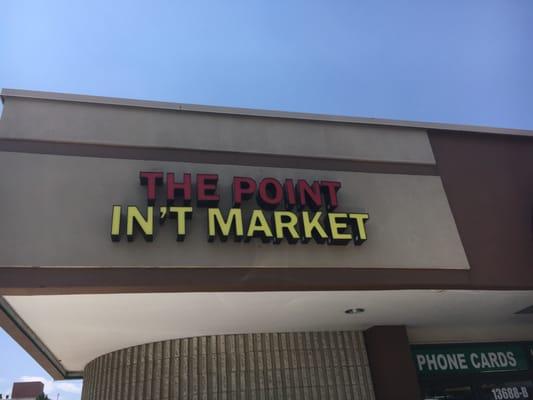 THE POINT
IN'T MARKET
PHONE CARDS
13688-B